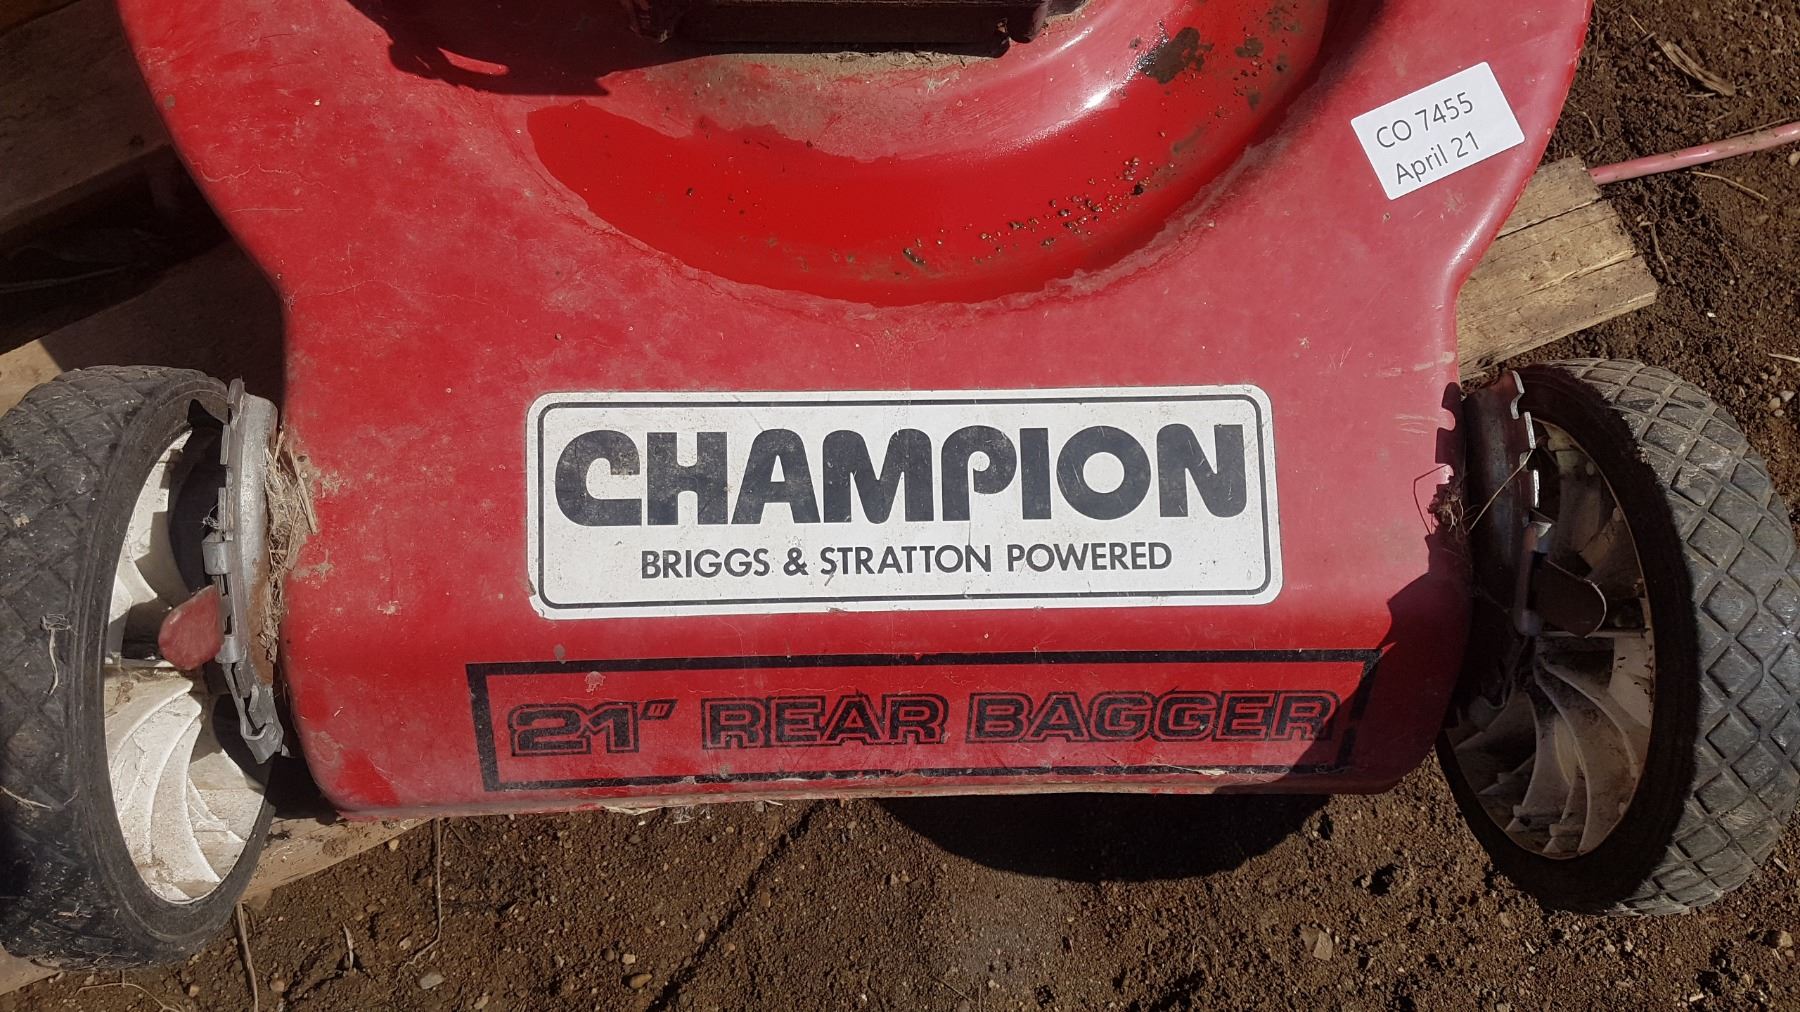 CO 7455
April 21
CHAMPION
BRIGGS & STRATTON POWERED
21" REAR BAGGER